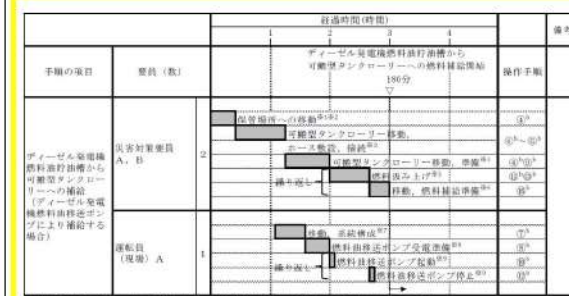 経過時間(時間)
備考
1 2 3 4
手順の項目
要員（数）
ディーゼル発電機燃料油貯油槽から
可搬型タンクローリーへの燃料補給開始
180分
▽
操作手順
ディーゼル発電機
燃料油貯油槽から
可搬型タンクロー
リーへの補給
（ディーゼル発電
機燃料油移送ポン
プにより補給する
場合）
災害対策要員
A，B
2
保管場所への移動
可搬型タンクローリー移動，
ホース敷設，接続
可搬型タンクローリー移動，準備
燃料汲み上げ
移動，燃料補給準備
繰り返し
運転員
（現場）A
1
移動，系統構成
燃料油移送ポンプ受電準備
燃料油移送ポンプ起動
燃料油移送ポンプ停止
繰り返し